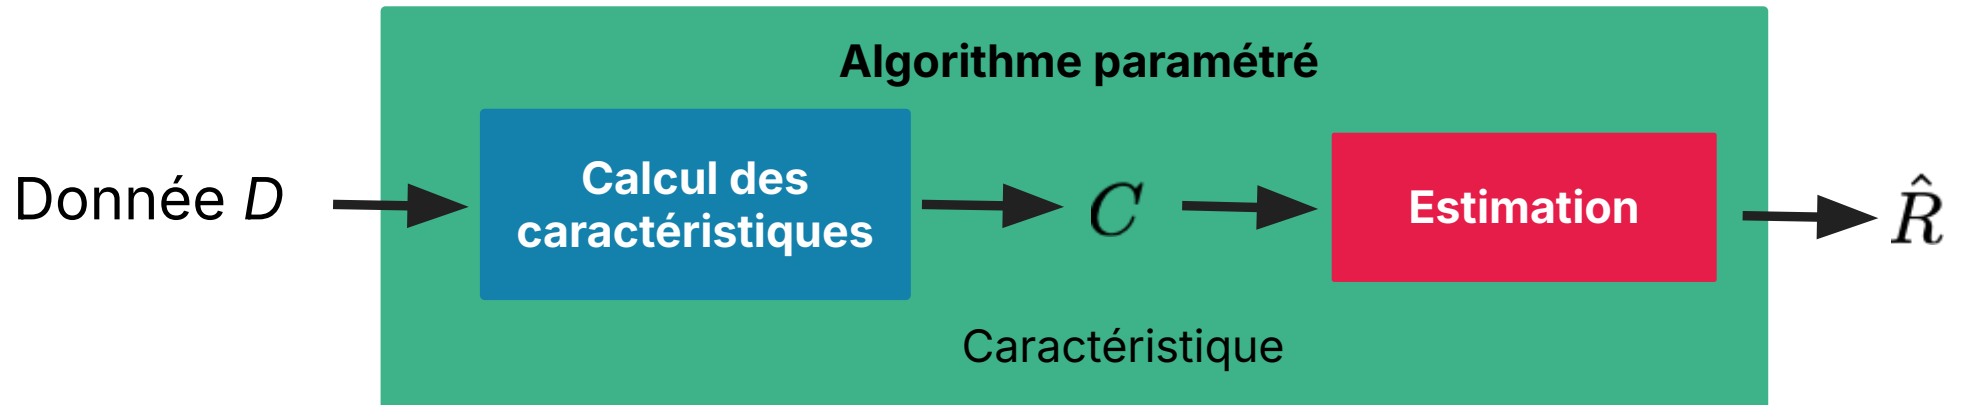 Algorithme paramétré
Donnée D
Calcul des
caractéristiques
C
Estimation
R̂
Caractéristique